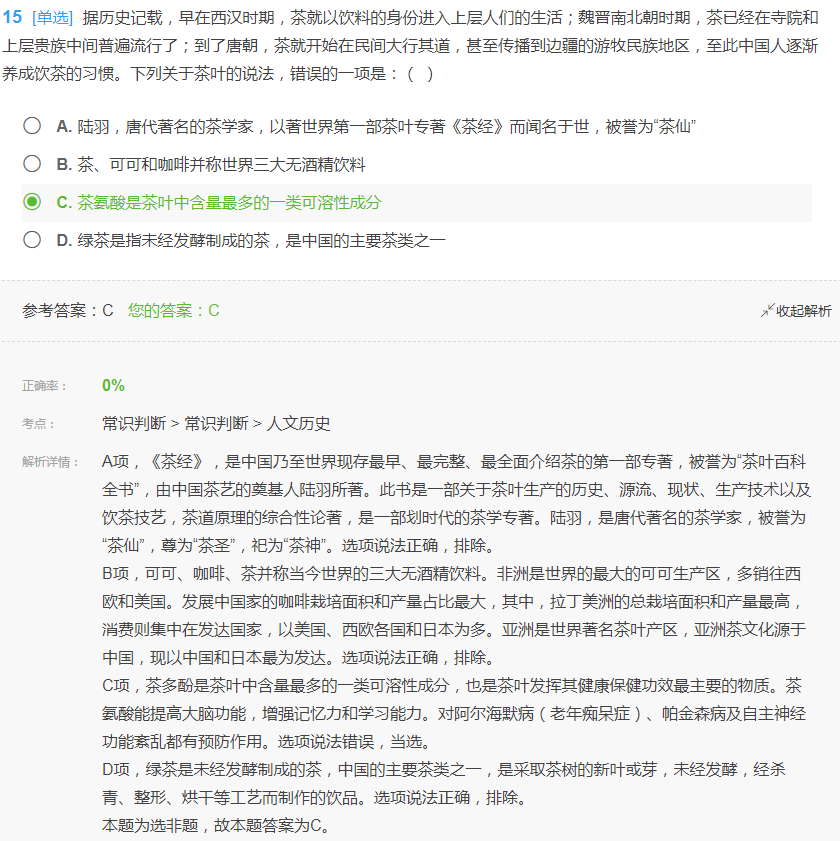 15 [单选] 据历史记载，早在西汉时期，茶就以饮料的身份进入上层人们的生活；魏晋南北朝时期，茶已经在寺院和
上层贵族中间普遍流行了；到了唐朝，茶就开始在民间大行其道，甚至传播到边疆的游牧民族地区，至此中国人逐渐
养成饮茶的习惯。下列关于茶叶的说法，错误的一项是：（ ）
A. 陆羽，唐代著名的茶学家，以著世界第一部茶叶专著《茶经》而闻名于世，被誉为“茶仙”
B. 茶、可可和咖啡并称世界三大无酒精饮料
C. 茶氨酸是茶叶中含量最多的一类可溶性成分
D. 绿茶是指未经发酵制成的茶，是中国的主要茶类之一
参考答案：C 您的答案：C 收起解析
正确率： 0%
考点： 常识判断 > 常识判断 > 人文历史
解析详情： A项，《茶经》，是中国乃至世界现存最早、最完整、最全面介绍茶的第一部专著，被誉为“茶叶百科
全书”，由中国茶艺的奠基人陆羽所著。此书是一部关于茶叶生产的历史、源流、现状、生产技术以及
饮茶技艺，茶道原理的综合性论著，是一部划时代的茶学专著。陆羽，是唐代著名的茶学家，被誉为
“茶仙”，尊为“茶圣”，祀为“茶神”。选项说法正确，排除。
B项，可可、咖啡、茶并称当今世界的三大无酒精饮料。非洲是世界的最大的可可生产区，多销往西
欧和美国。发展中国家的咖啡栽培面积和产量占比最大，其中，拉丁美洲的总栽培面积和产量最高，
消费则集中在发达国家，以美国、西欧各国和日本为多。亚洲是世界著名茶叶产区，亚洲茶文化源于
中国，现以中国和日本最为发达。选项说法正确，排除。
C项，茶多酚是茶叶中含量最多的一类可溶性成分，也是茶叶发挥其健康保健功效最主要的物质。茶
氨酸能提高大脑功能，增强记忆力和学习能力。对阿尔海默病（老年痴呆症）、帕金森病及自主神经
功能紊乱都有预防作用。选项说法错误，当选。
D项，绿茶是未经发酵制成的茶，中国的主要茶类之一，是采取茶树的新叶或芽，未经发酵，经杀
青、整形、烘干等工艺而制作的饮品。选项说法正确，排除。
本题为选非题，故本题答案为C。